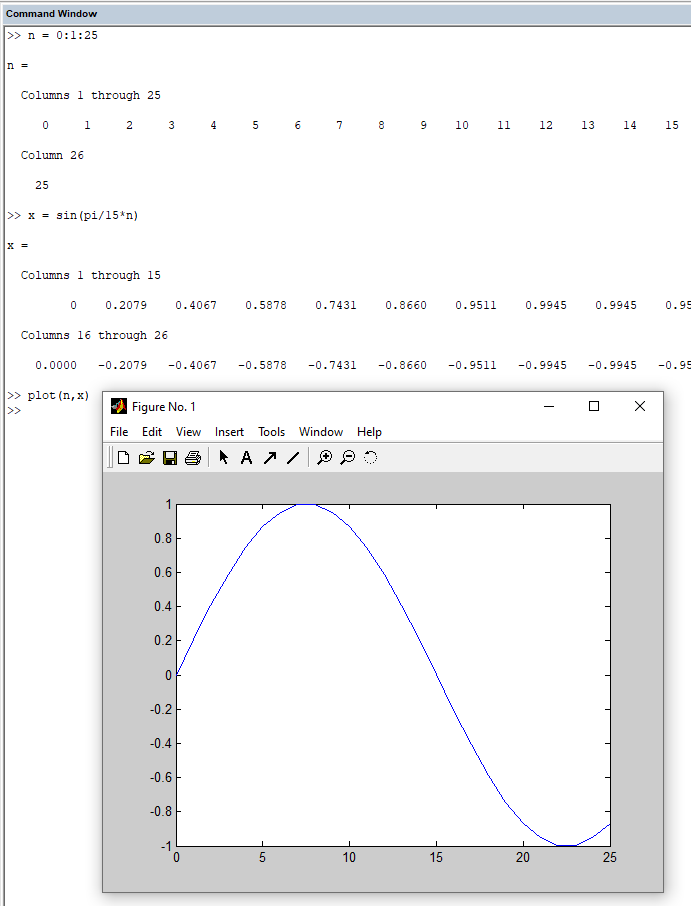 Command Window
>> n = 0:1:25
n =
Columns 1 through 25
0 1 2 3 4 5 6 7 8 9 10 11 12 13 14 15
Column 26
25
>> x = sin(pi/15*n)
x =
Columns 1 through 15
0 0.2079 0.4067 0.5878 0.7431 0.8660 0.9511 0.9945 0.9945 0.95
Columns 16 through 26
0.0000 -0.2079 -0.4067 -0.5878 -0.7431 -0.8660 -0.9511 -0.9945 -0.9945 -0.95
>> plot(n,x)
>>
Figure No. 1
File Edit View Insert Tools Window Help
A
1
0.8
0.6
0.4
0.2
0
-0.2
-0.4
-0.6
-0.8
-1
0 5 10 15 20 25